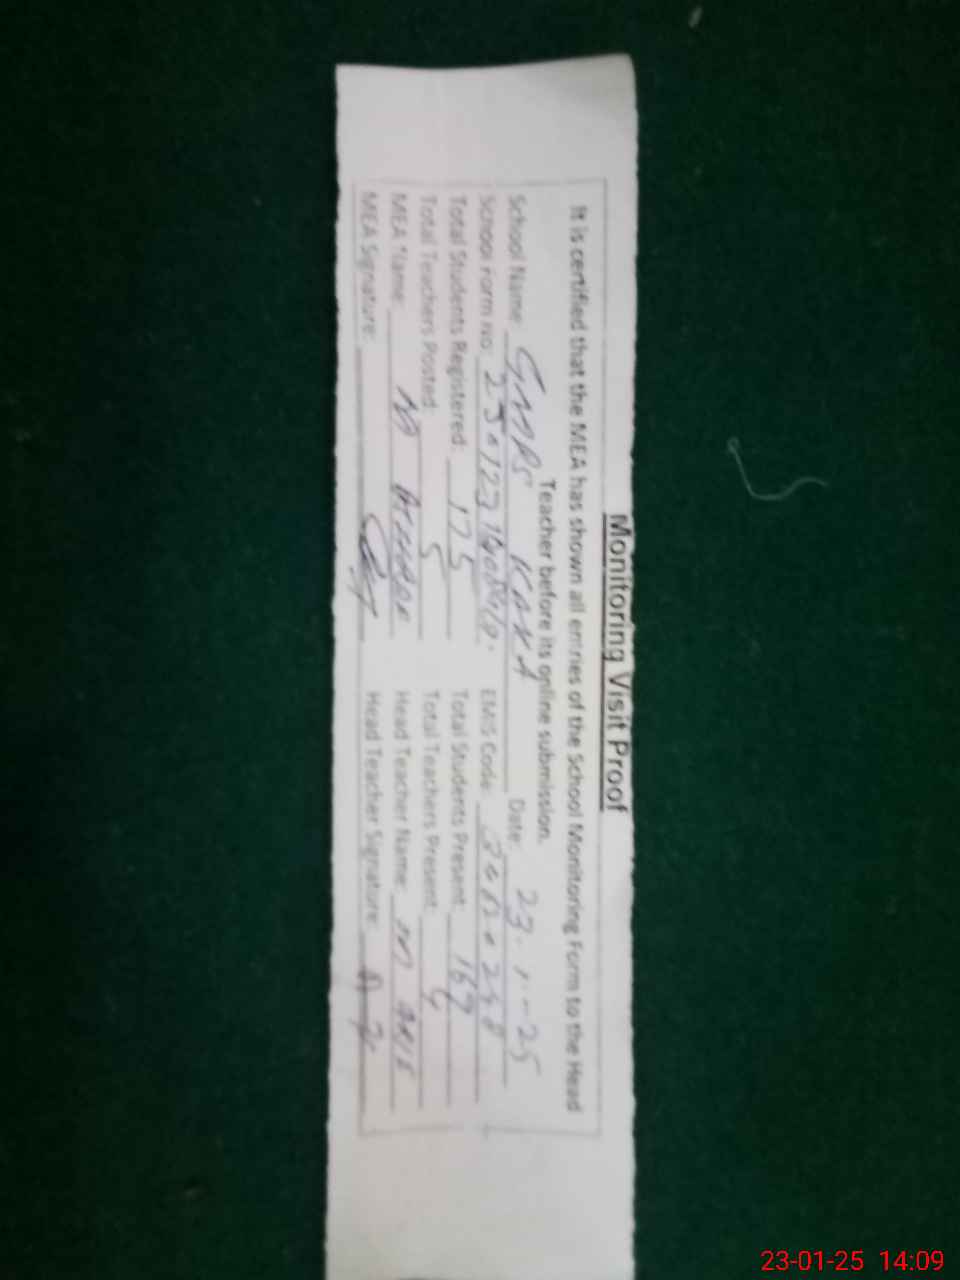 Monitoring Visit Proof
It is certified that the MEA has shown all entries of the School Monitoring Form to the Head
Teacher before its online submission.
School Name: GMPS KAKA Date: 23-1-25
School Form no: EMIS Code:
Total Students Registered: 175 Total Students Present: 169
Total Teachers Posted: 5 Total Teachers Present: 4
MEA Name: M Head Teacher Name: M
MEA Signature: Head Teacher Signature:
23-01-25 14:09